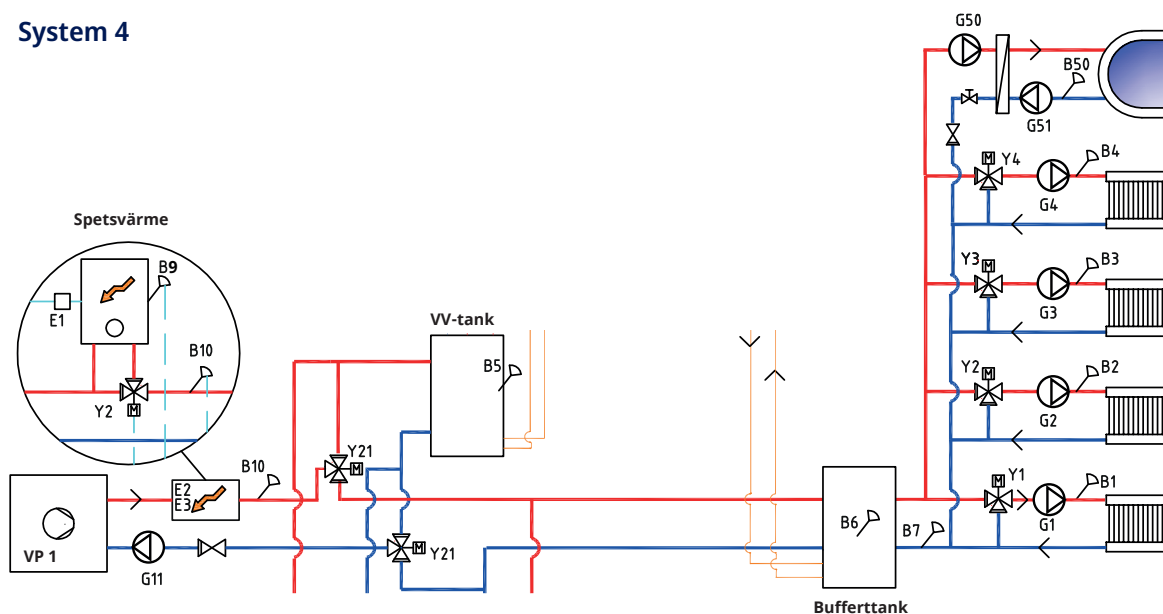 System 4
G50
B50
G51
Y4
B4
G4
Spetsvärme
B9
E1
Y3
B3
G3
VV-tank
B10
B5
Y2
Y2
B2
G2
B10
Y21
E2
E3
Y1
B1
B6
B7
G1
VP 1
G11
Y21
Bufferttank
M
M
M
M
M
M
M